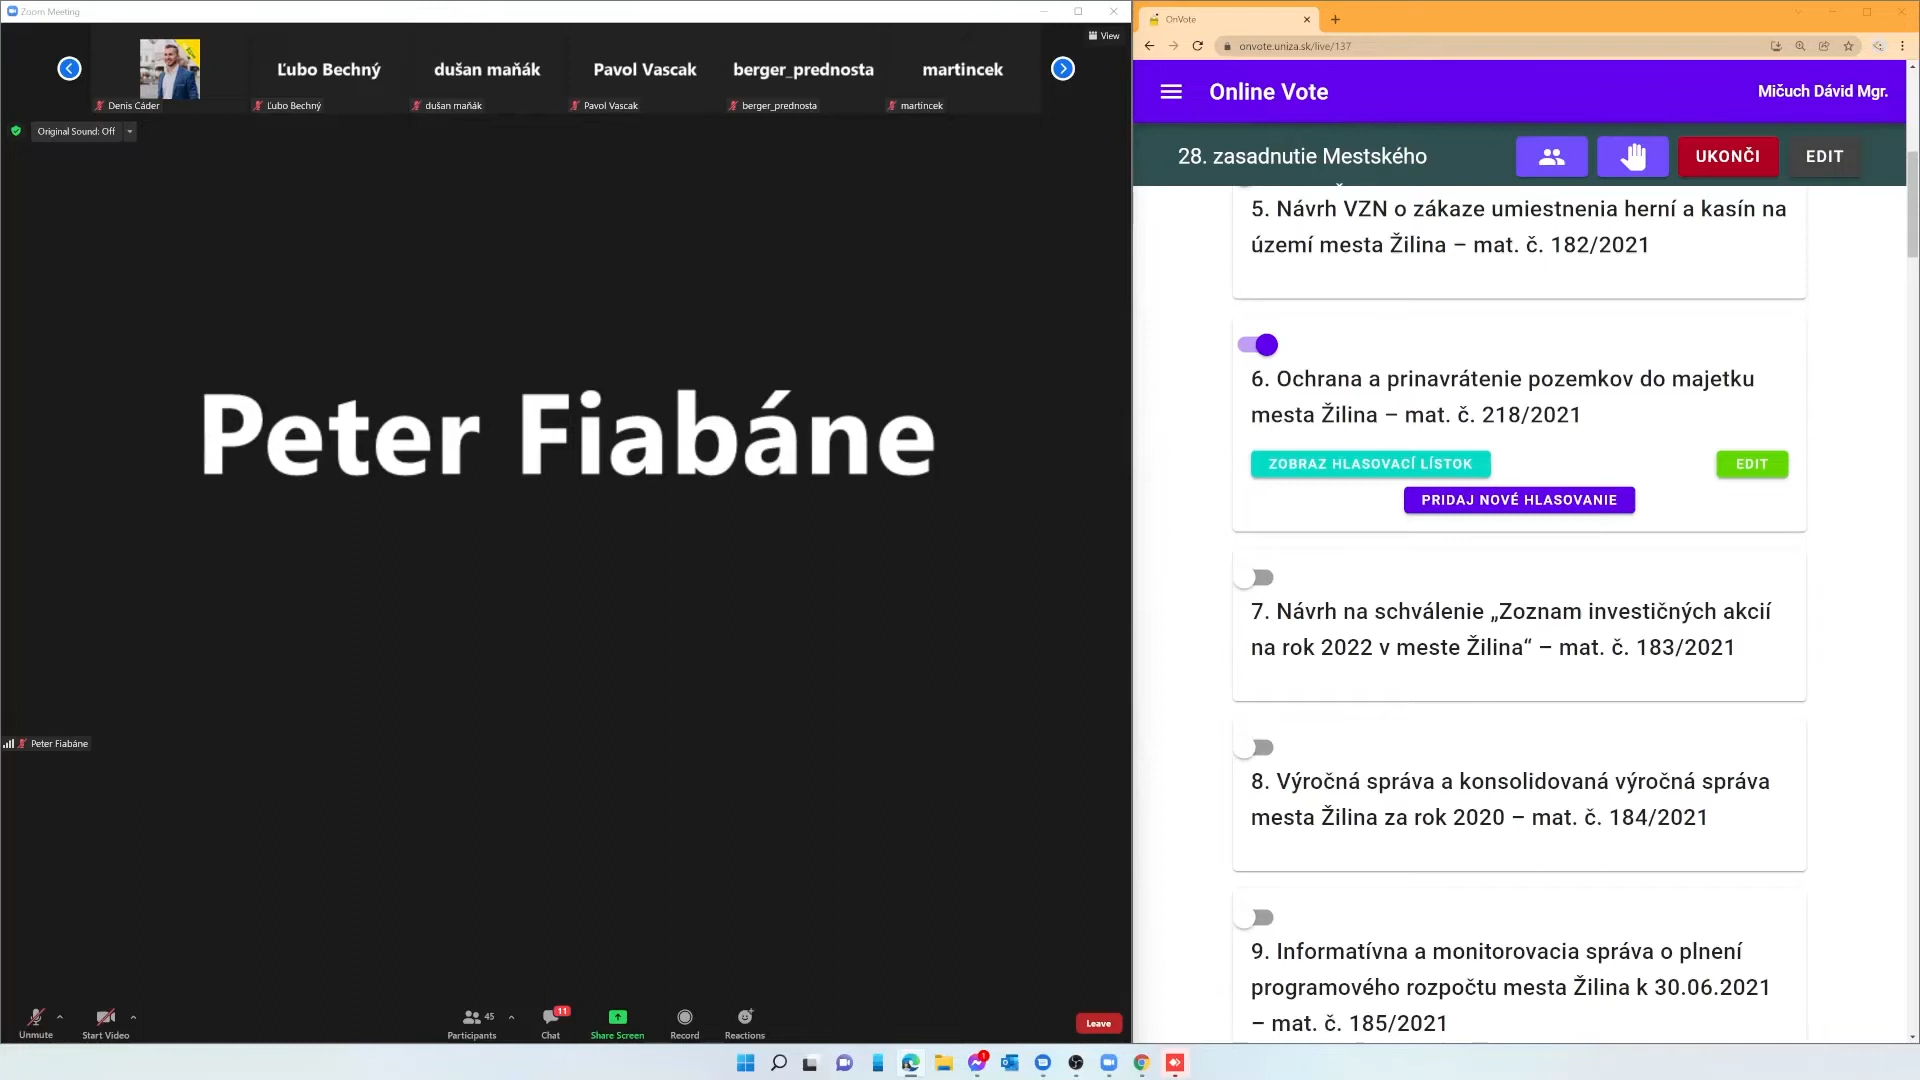 Zoom Meeting
View
Ľubo Bechný
dušan maňák
Pavol Vascak
berger_prednosta
martincek
Denis Cáder
Ľubo Bechný
dušan maňák
Pavol Vascak
berger_prednosta
martincek
Original Sound: Off
Peter Fiabáne
Peter Fiabáne
Unmute
Start Video
45
Participants
11
Chat
Share Screen
Record
Reactions
Leave
OnVote
onvote.uniza.sk/live/137
Online Vote
Mičuch Dávid Mgr.
28. zasadnutie Mestského
UKONČI
EDIT
5. Návrh VZN o zákaze umiestnenia herní a kasín na
území mesta Žilina – mat. č. 182/2021
6. Ochrana a prinavrátenie pozemkov do majetku
mesta Žilina – mat. č. 218/2021
ZOBRAZ HLASOVACÍ LÍSTOK
EDIT
PRIDAJ NOVÉ HLASOVANIE
7. Návrh na schválenie „Zoznam investičných akcií
na rok 2022 v meste Žilina“ – mat. č. 183/2021
8. Výročná správa a konsolidovaná výročná správa
mesta Žilina za rok 2020 – mat. č. 184/2021
9. Informatívna a monitorovacia správa o plnení
programového rozpočtu mesta Žilina k 30.06.2021
– mat. č. 185/2021
1